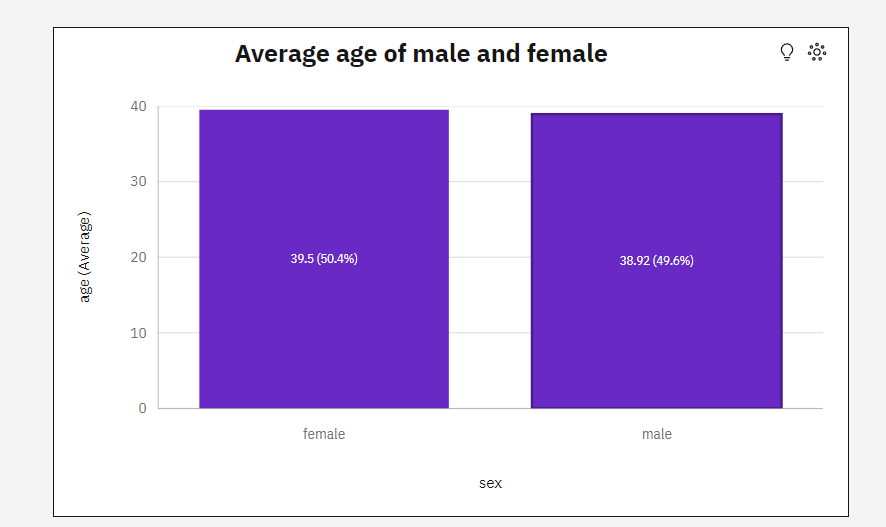 Average age of male and female
40
30
20
10
0
age (Average)
39.5 (50.4%)
38.92 (49.6%)
female
male
sex